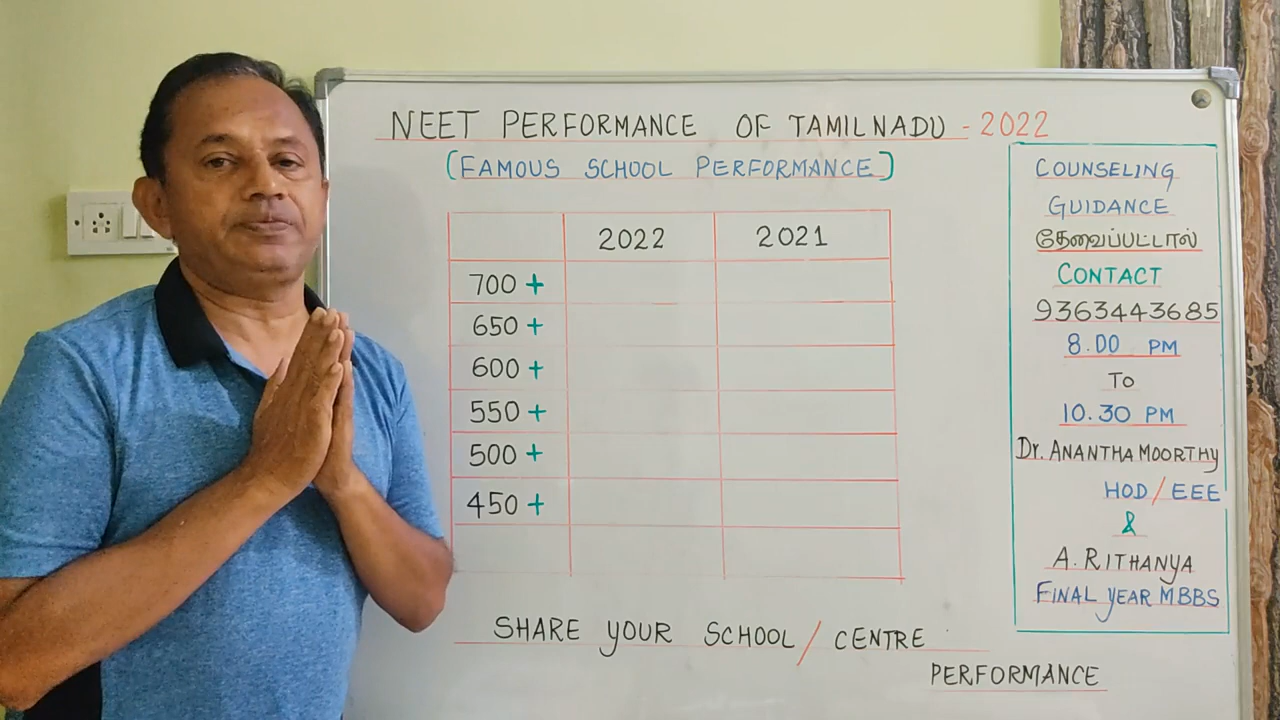 NEET PERFORMANCE OF TAMILNADU - 2022
(FAMOUS SCHOOL PERFORMANCE)
2022 2021
700 +
650 +
600 +
550 +
500 +
450 +
SHARE YOUR SCHOOL / CENTRE
PERFORMANCE
COUNSELING
GUIDANCE
தேவைப்பட்டால்
CONTACT
9363443685
8.00 PM
TO
10.30 PM
Dr. ANANTHA MOORTHY
HOD / EEE
&
A. RITHANYA
FINAL YEAR MBBS